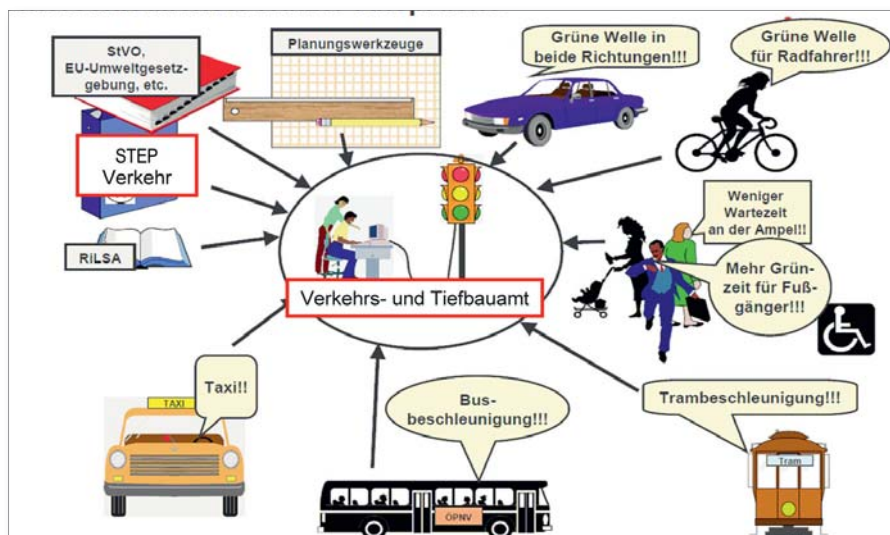 StVO,
EU-Umweltgesetz-
gebung, etc.
Planungswerkzeuge
Grüne Welle in
beide Richtungen!!!
Grüne Welle
für Radfahrer!!!
STEP
Verkehr
Weniger
Wartezeit
an der Ampel!!
RiLSA
Mehr Grün-
zeit für Fuß-
gänger!!!
Verkehrs- und Tiefbauamt
Taxi!!
TAXI
Bus-
beschleunigung!!!
Trambeschleunigung!!!
Tram
ÖPNV